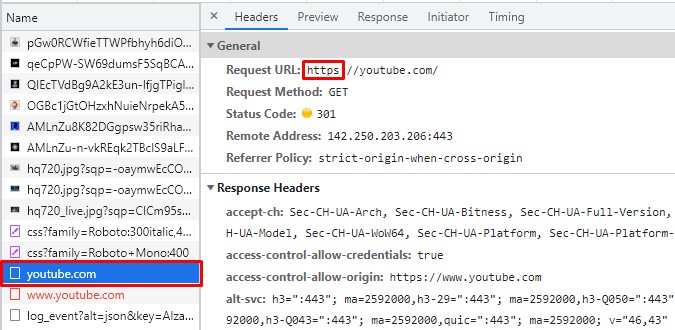 Name
pGw0RCWfieTTWPfbhyh6diO...
qeCpPW-SW69dumsF5SqBCA...
QIEcTVdBg9A2kE3un-IfjgTPigl...
OGBc1jGtOHzxhNuieNrpekA5...
AMLnZu8K82DGgpsw35riRha...
AMLnZu-n-vkREqk2TBcIS9aLF...
hq720.jpg?sqp=-oaymwEcCO...
hq720.jpg?sqp=-oaymwEcCO...
hq720_live.jpg?sqp=CICm95s...
css?family=Roboto:300italic,4...
css?family=Roboto+Mono:400
youtube.com
www.youtube.com
log_event?alt=json&key=AIza...
Headers Preview Response Initiator Timing
General
Request URL: https://youtube.com/
Request Method: GET
Status Code: 301
Remote Address: 142.250.203.206:443
Referrer Policy: strict-origin-when-cross-origin
Response Headers
accept-ch: Sec-CH-UA-Arch, Sec-CH-UA-Bitness, Sec-CH-UA-Full-Version,
H-UA-Model, Sec-CH-UA-WoW64, Sec-CH-UA-Platform, Sec-CH-UA-Platform-
access-control-allow-credentials: true
access-control-allow-origin: https://www.youtube.com
alt-svc: h3=":443"; ma=2592000,h3-29=":443"; ma=2592000,h3-Q050=":443"
92000,h3-Q043=":443"; ma=2592000,quic=":443"; ma=2592000; v="46,43"